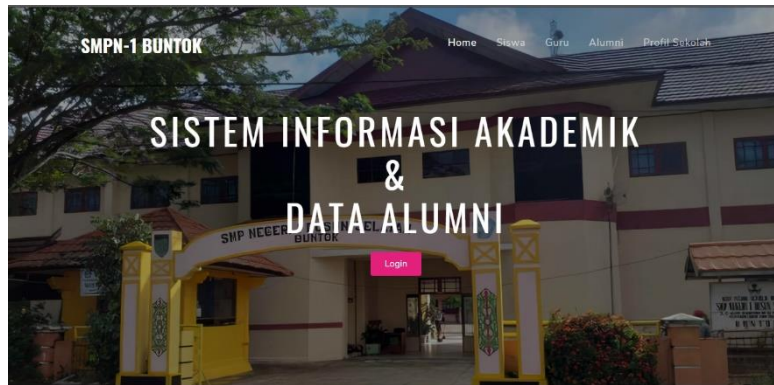 SMPN-1 BUNTOK
Home Siswa Guru Alumni Profil Sekolah
SISTEM INFORMASI AKADEMIK
&
DATA ALUMNI
SMP NEGERI
BUNTOK
Login